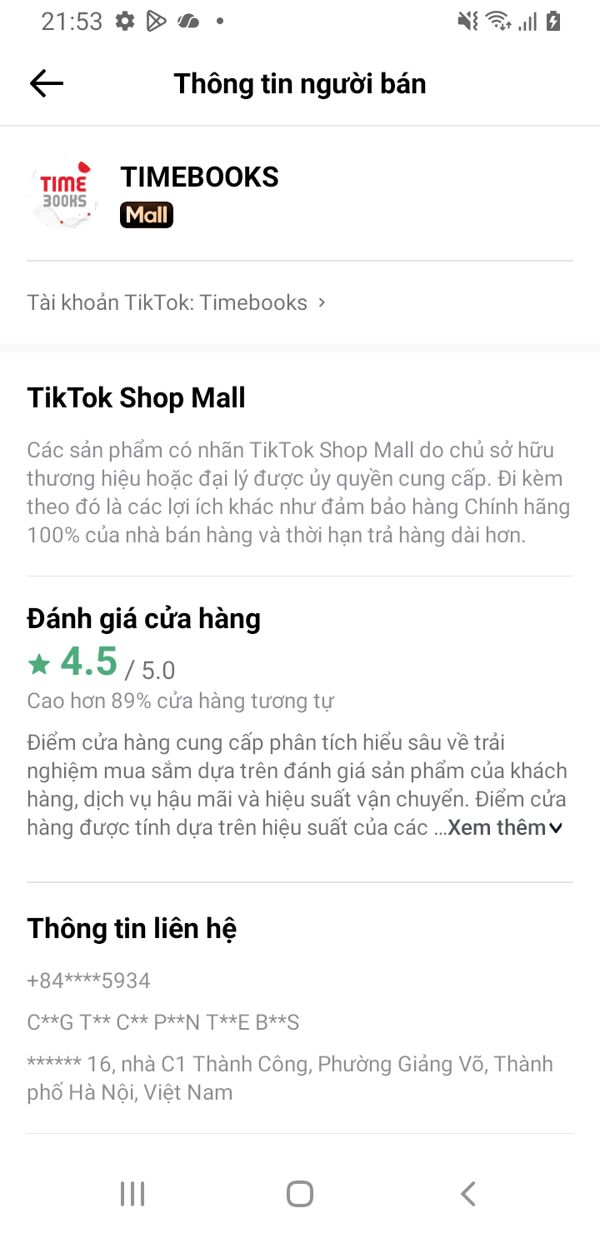 21:53
Thông tin người bán
TIME
BOOKS
TIMEBOOKS
Mall
Tài khoản TikTok: Timebooks
TikTok Shop Mall
Các sản phẩm có nhãn TikTok Shop Mall do chủ sở hữu
thương hiệu hoặc đại lý được ủy quyền cung cấp. Đi kèm
theo đó là các lợi ích khác như đảm bảo hàng Chính hãng
100% của nhà bán hàng và thời hạn trả hàng dài hơn.
Đánh giá cửa hàng
4.5 / 5.0
Cao hơn 89% cửa hàng tương tự
Điểm cửa hàng cung cấp phân tích hiểu sâu về trải
nghiệm mua sắm dựa trên đánh giá sản phẩm của khách
hàng, dịch vụ hậu mãi và hiệu suất vận chuyển. Điểm cửa
hàng được tính dựa trên hiệu suất của các ...Xem thêm
Thông tin liên hệ
+84****5934
C**G T** C** P**N T**E B**S
****** 16, nhà C1 Thành Công, Phường Giảng Võ, Thành
phố Hà Nội, Việt Nam